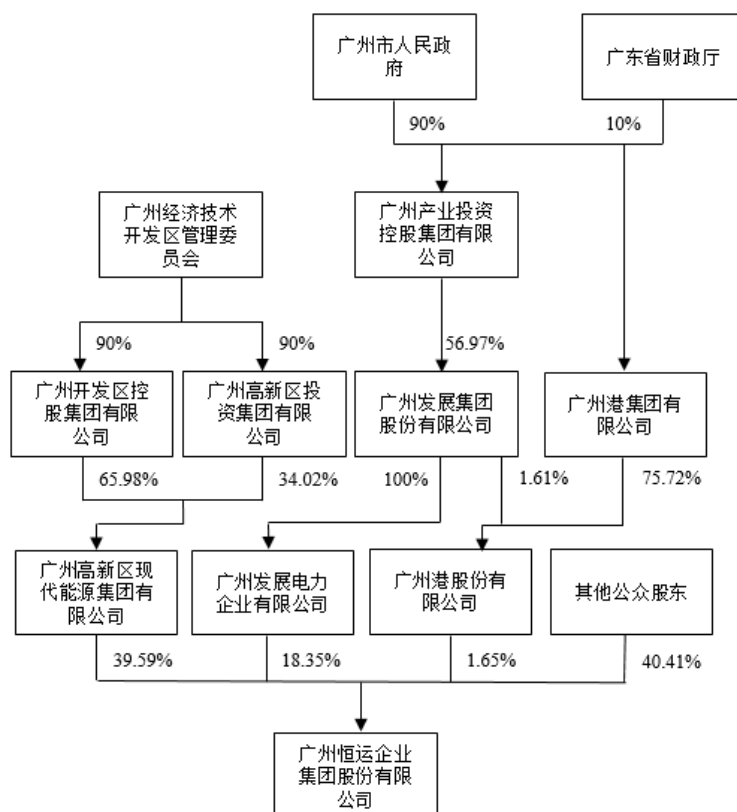 广州市人民政
府
广东省财政厅
90%
10%
广州经济技术
开发区管理委
员会
广州产业投资
控股集团有限
公司
90%
90%
56.97%
广州开发区控
股集团有限
公司
广州高新区投
资集团有限
公司
广州发展集团
股份有限公司
广州港集团有
限公司
65.98%
34.02%
100%
1.61%
75.72%
广州高新区现
代能源集团有
限公司
广州发展电力
企业有限公司
广州港股份有
限公司
其他公众股东
39.59%
18.35%
1.65%
40.41%
广州恒运企业
集团股份有限
公司